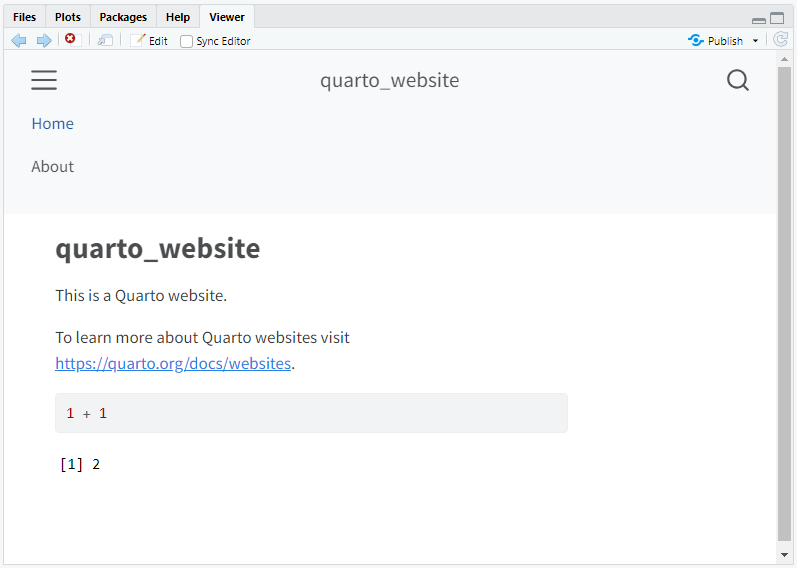 Files Plots Packages Help Viewer
Edit Sync Editor Publish
quarto_website
Home
About
quarto_website
This is a Quarto website.
To learn more about Quarto websites visit
https://quarto.org/docs/websites.
1 + 1
[1] 2